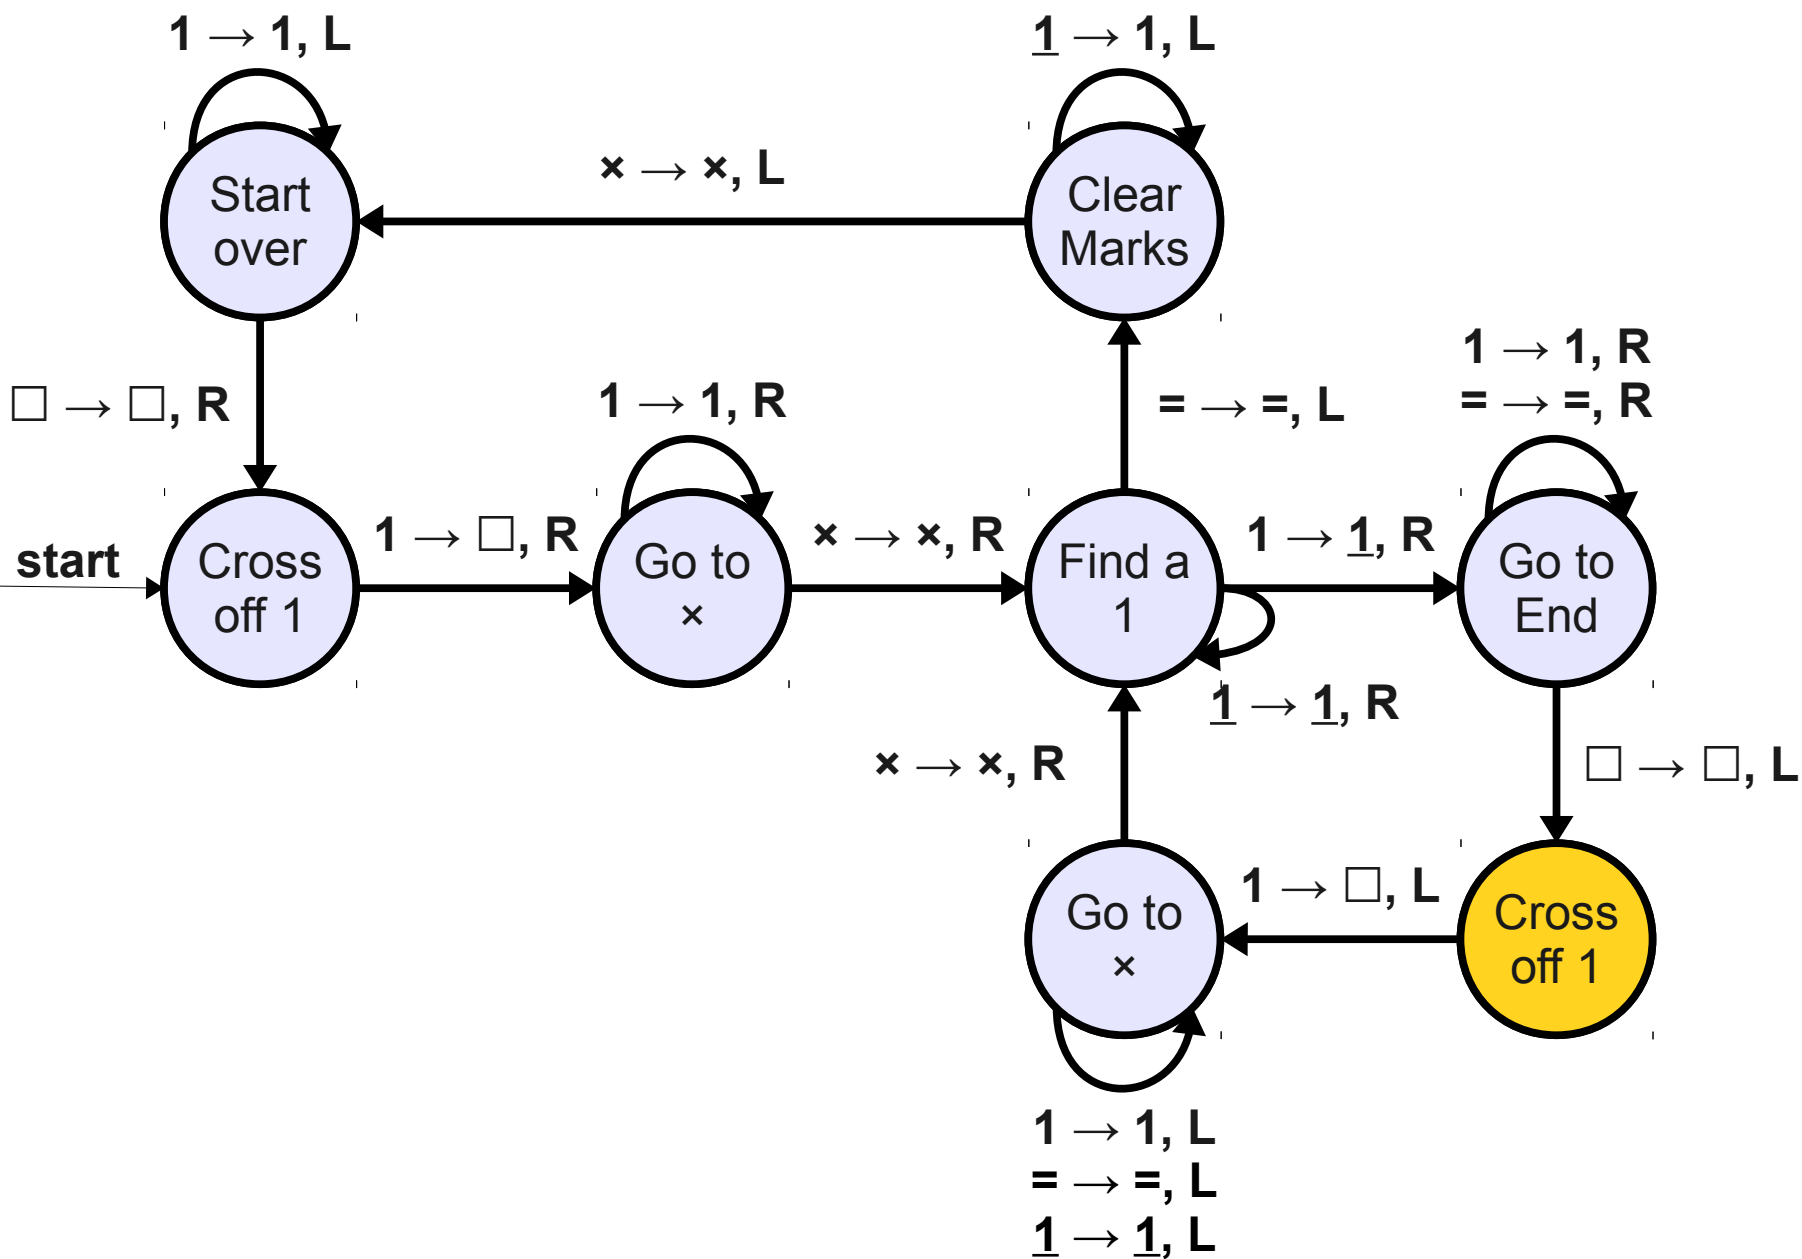 1 → 1, L
1 → 1, L
Start
over
× → ×, L
Clear
Marks
□ → □, R
1 → 1, R
= → =, L
1 → 1, R
= → =, R
start
Cross
off 1
1 → □, R
Go to
×
× → ×, R
Find a
1
1 → 1, R
Go to
End
1 → 1, R
× → ×, R
□ → □, L
Go to
×
1 → □, L
Cross
off 1
1 → 1, L
= → =, L
1 → 1, L